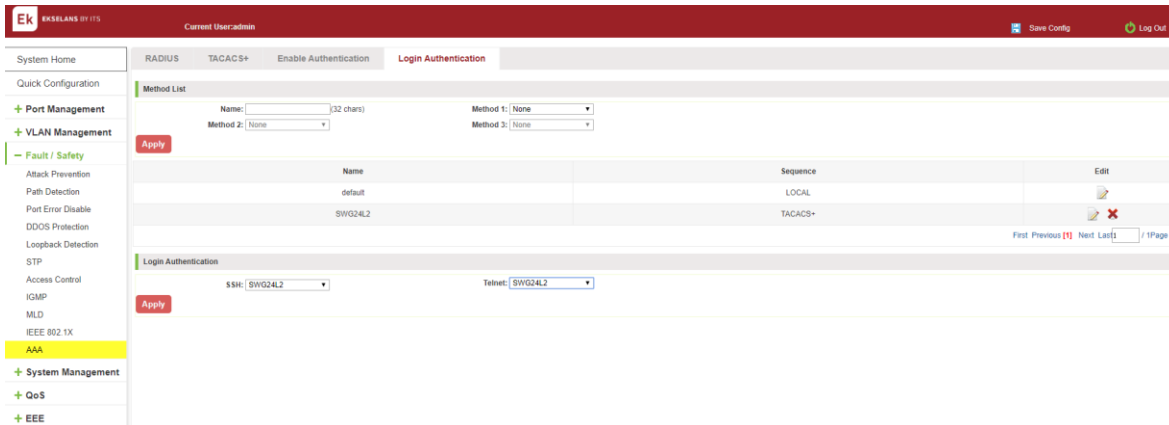 Ek EKSELANS BY ITS
Current User:admin
Save Config
Log Out
System Home
Quick Configuration
Port Management
VLAN Management
Fault / Safety
Attack Prevention
Path Detection
Port Error Disable
DDOS Protection
Loopback Detection
STP
Access Control
IGMP
MLD
IEEE 802.1X
AAA
System Management
QoS
EEE
RADIUS TACACS+ Enable Authentication Login Authentication
Method List
Name: (32 chars) Method 1: None
Method 2: None Method 3: None
Apply
Name Sequence Edit
default LOCAL
SWG24L2 TACACS+
First Previous [1] Next Last 1 / 1Page
Login Authentication
SSH: SWG24L2 Telnet: SWG24L2
Apply